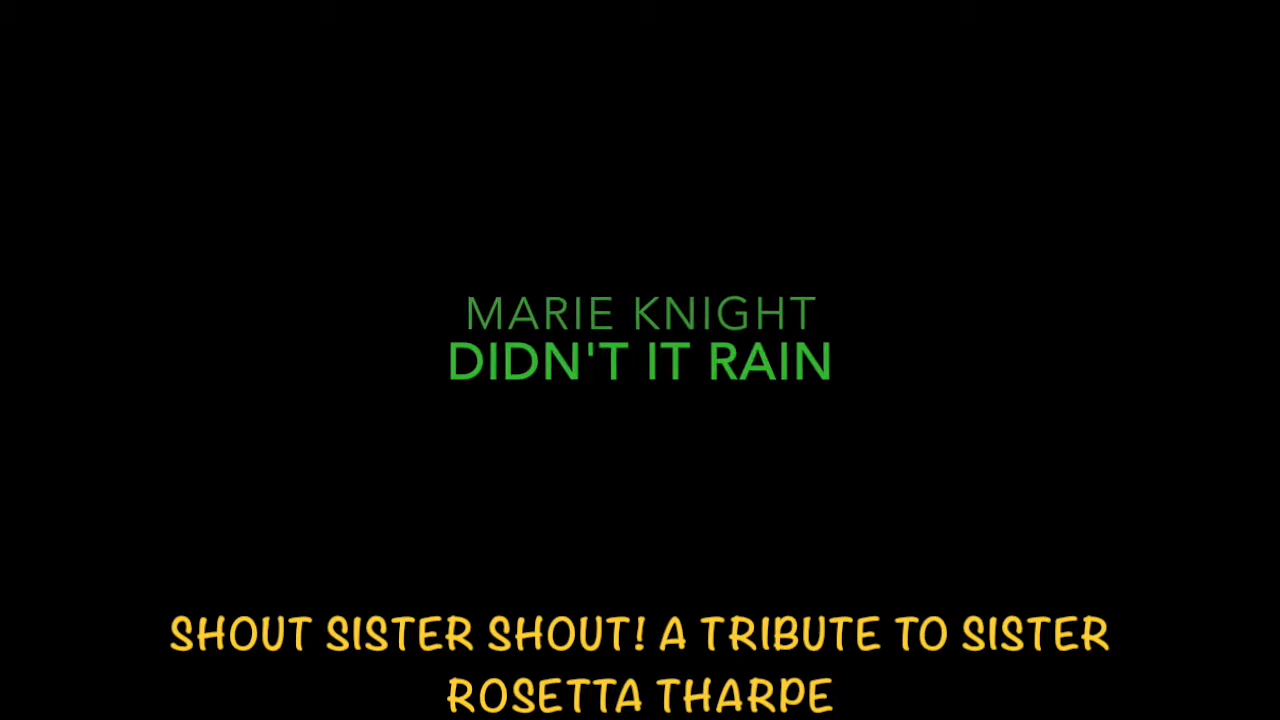 MARIE KNIGHT
DIDN'T IT RAIN
SHOUT SISTER SHOUT! A TRIBUTE TO SISTER
ROSETTA THARPE